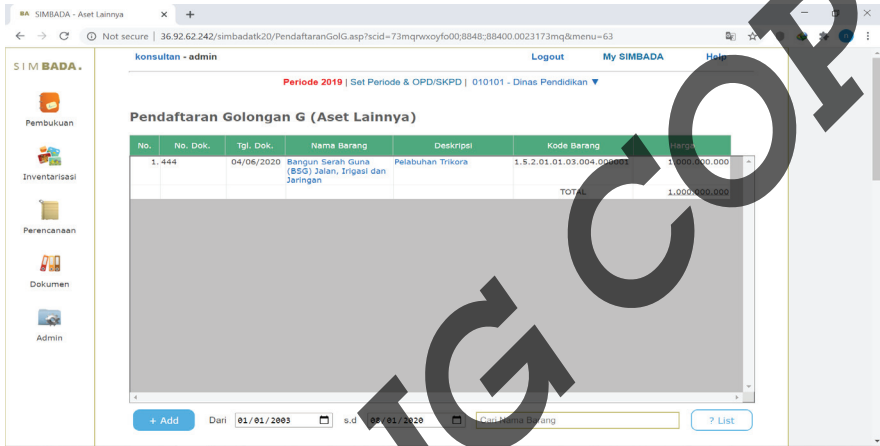 SIMBADA - Aset Lainnya
Not secure | 36.92.62.242/simbadatk20/PendaftaranGolG.asp?scid=73mqrwxoyfo00;8848;;88400.0023173mq&menu=63
SIMBADA.
konsultan - admin Logout My SIMBADA Help
Periode 2019 | Set Periode & OPD/SKPD | 010101 - Dinas Pendidikan ▼
Pembukuan
Inventarisasi
Perencanaan
Dokumen
Admin
Pendaftaran Golongan G (Aset Lainnya)
No. No. Dok. Tgl. Dok. Nama Barang Deskripsi Kode Barang Harga
1. 444 04/06/2020 Bangun Serah Guna Pelabuhan Trikora 1.5.2.01.01.03.004.000001 1.000.000.000
(BSG) Jalan, Irigasi dan
Jaringan
TOTAL 1.000.000.000
+ Add Dari 01/01/2003 s.d /2020 Cari Nama Barang ? List
IG COP